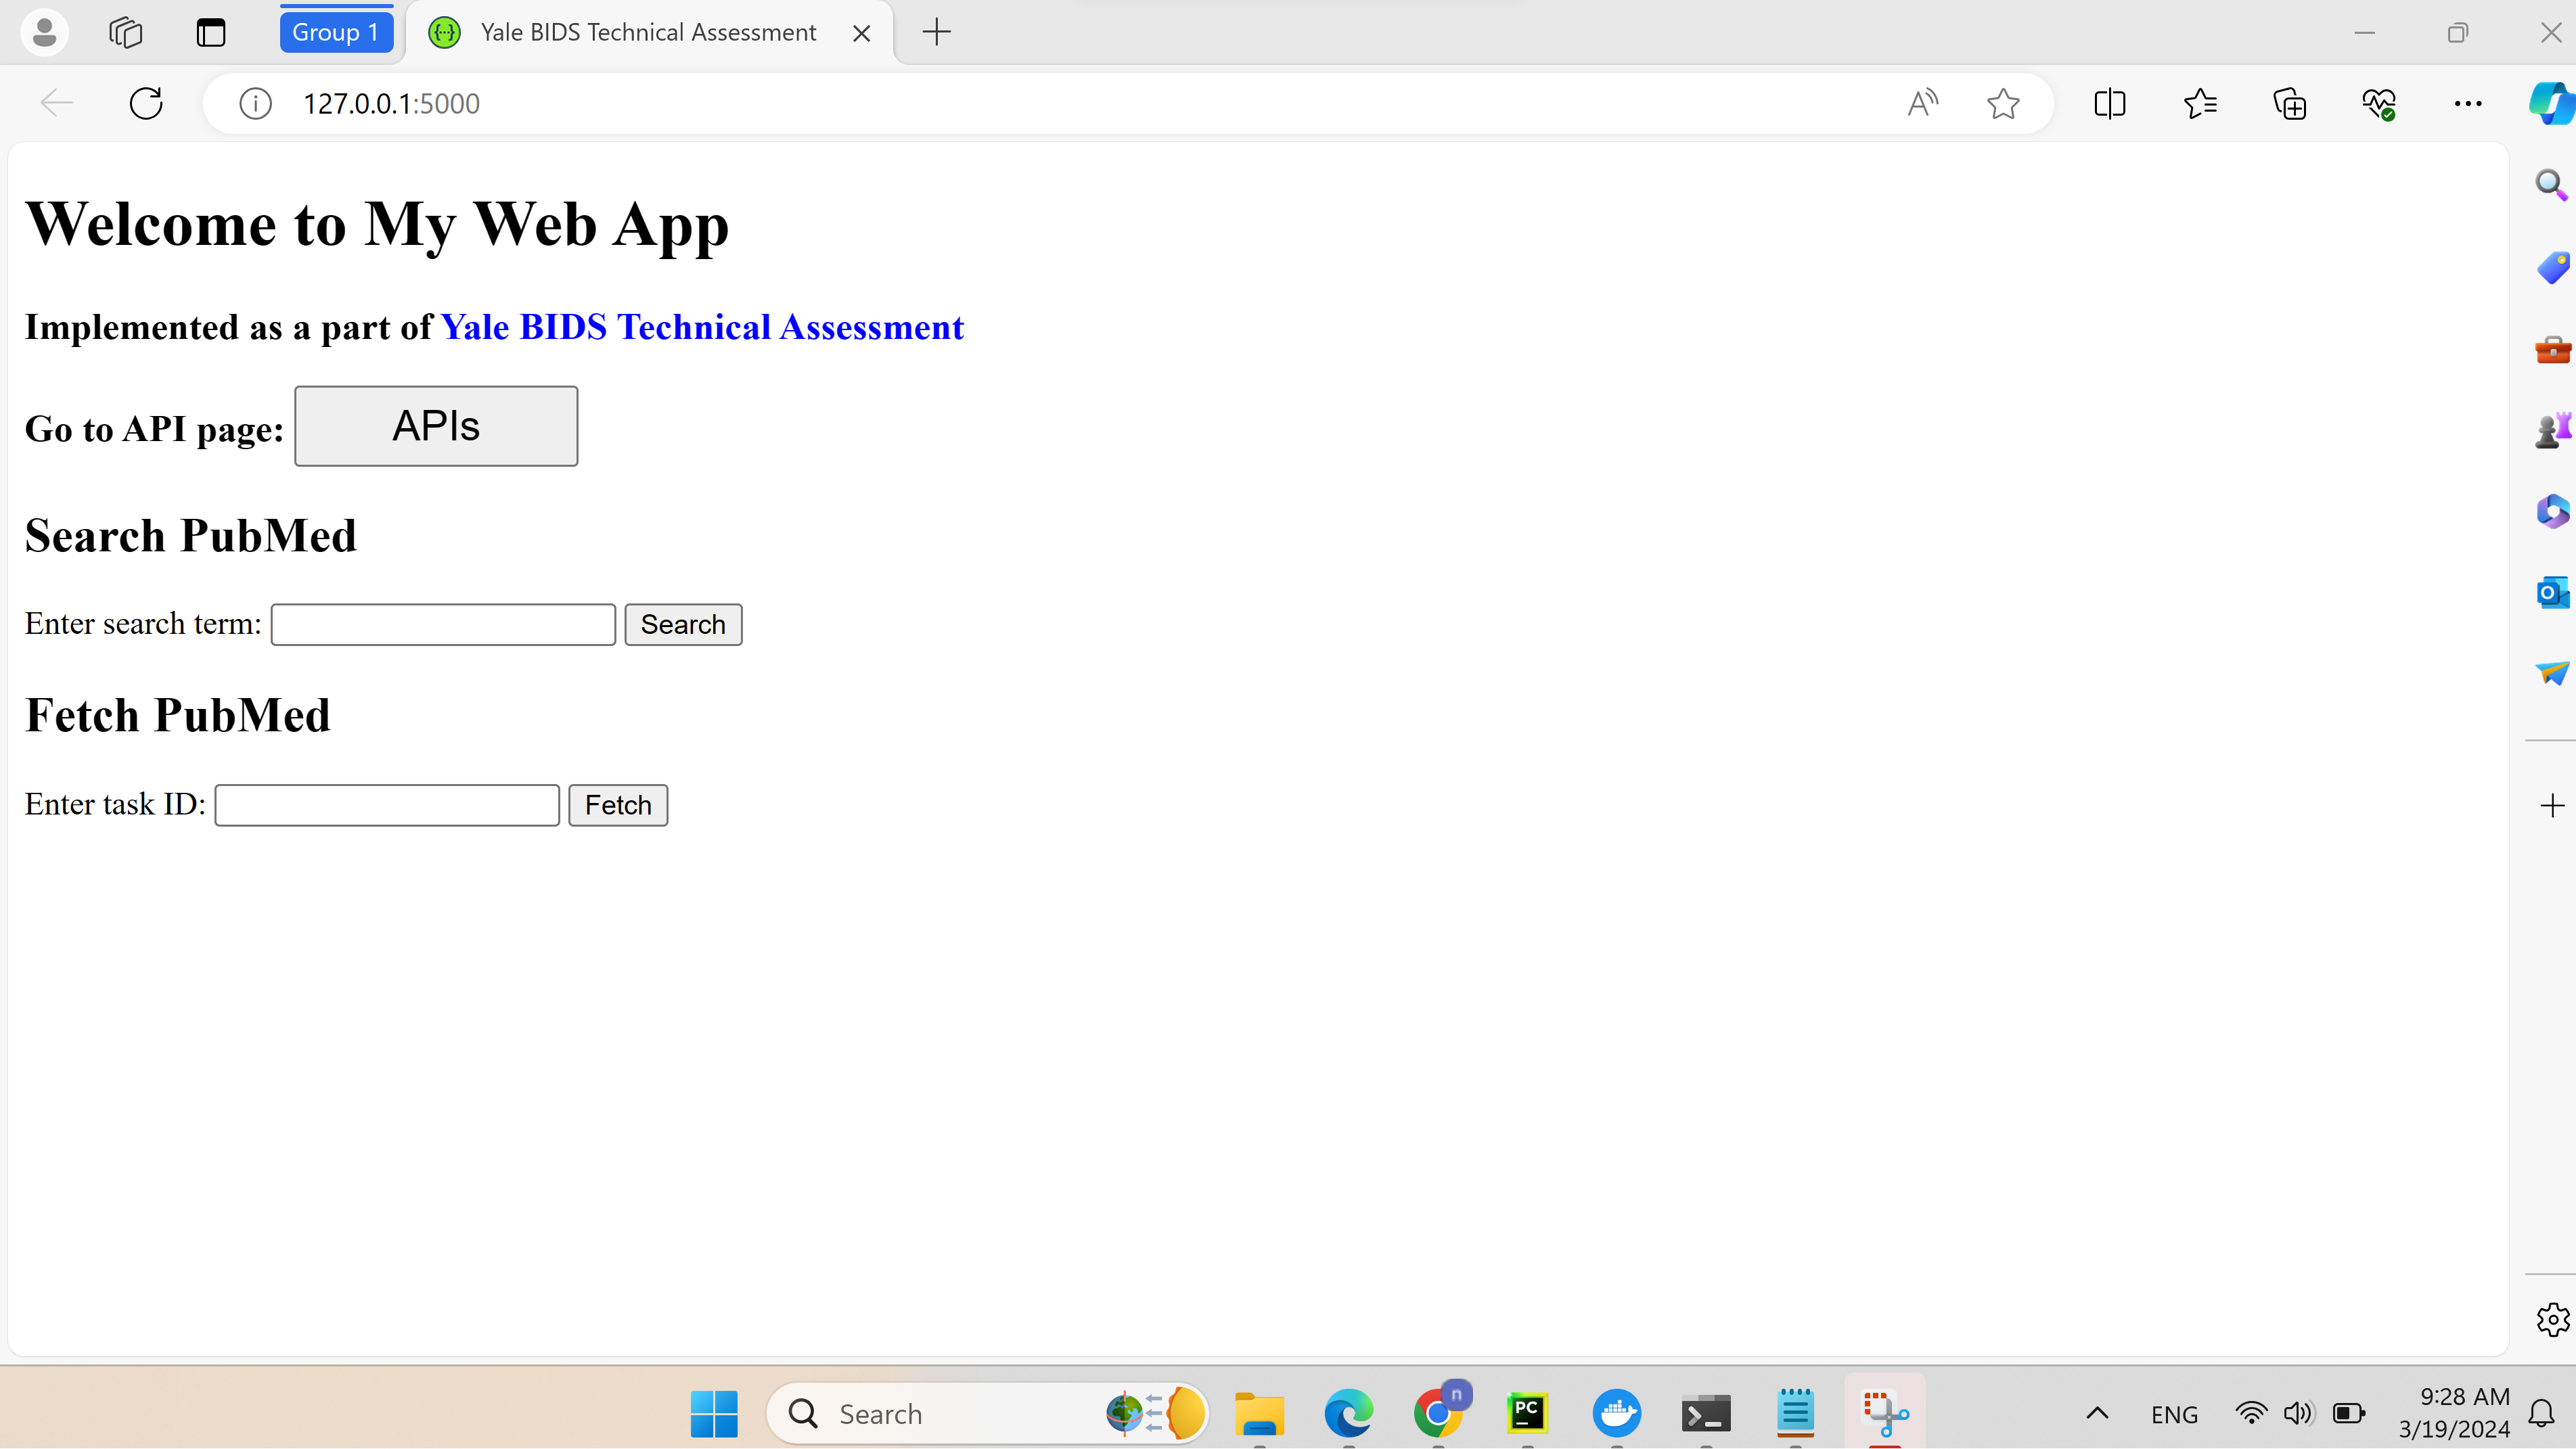 Group 1
Yale BIDS Technical Assessment
127.0.0.1:5000
Welcome to My Web App
Implemented as a part of Yale BIDS Technical Assessment
Go to API page: APIs
Search PubMed
Enter search term: Search
Fetch PubMed
Enter task ID: Fetch
Search
n
PC
ENG
9:28 AM
3/19/2024